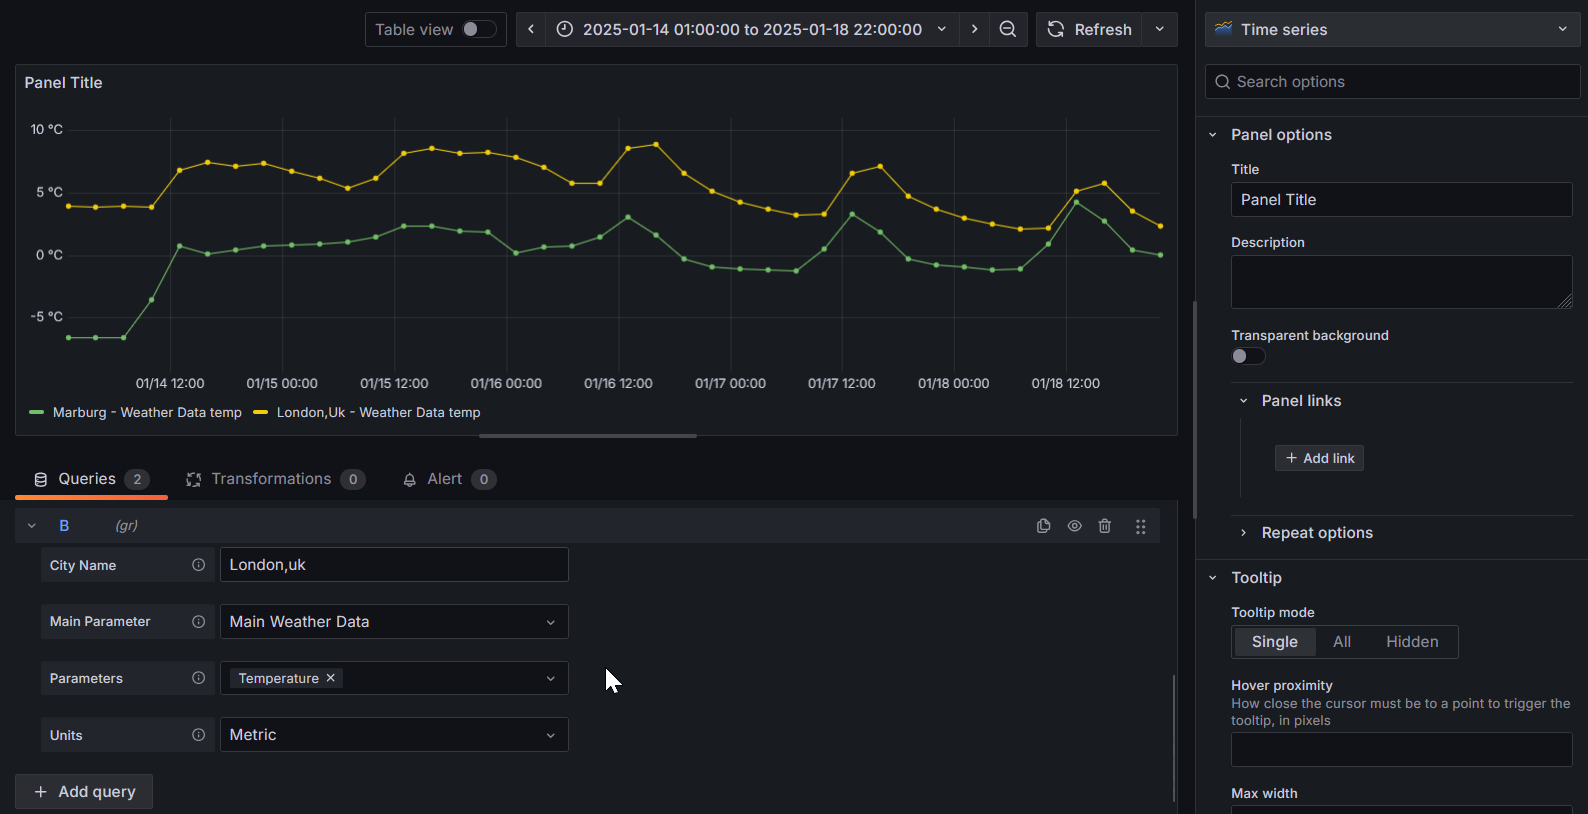 Table view
2025-01-14 01:00:00 to 2025-01-18 22:00:00
Refresh
Time series
Panel Title
Search options
10 °C
5 °C
0 °C
-5 °C
01/14 12:00 01/15 00:00 01/15 12:00 01/16 00:00 01/16 12:00 01/17 00:00 01/17 12:00 01/18 00:00 01/18 12:00
Marburg - Weather Data temp London,Uk - Weather Data temp
Queries 2 Transformations 0 Alert 0
B (gr)
City Name London,uk
Main Parameter Main Weather Data
Parameters Temperature
Units Metric
+ Add query
Panel options
Title
Panel Title
Description
Transparent background
Panel links
+ Add link
Repeat options
Tooltip
Tooltip mode
Single All Hidden
Hover proximity
How close the cursor must be to a point to trigger the
tooltip, in pixels
Max width